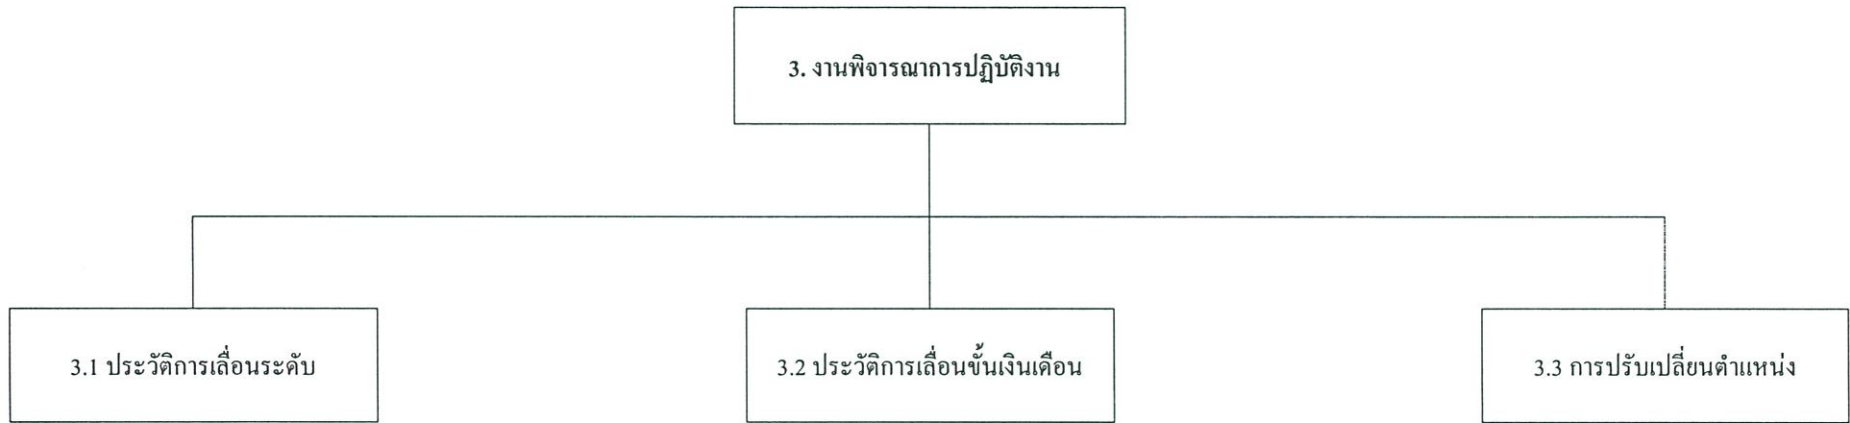 3. งานพิจารณาการปฏิบัติงาน
3.1 ประวัติการเลื่อนระดับ
3.2 ประวัติการเลื่อนขั้นเงินเดือน
3.3 การปรับเปลี่ยนตำแหน่ง